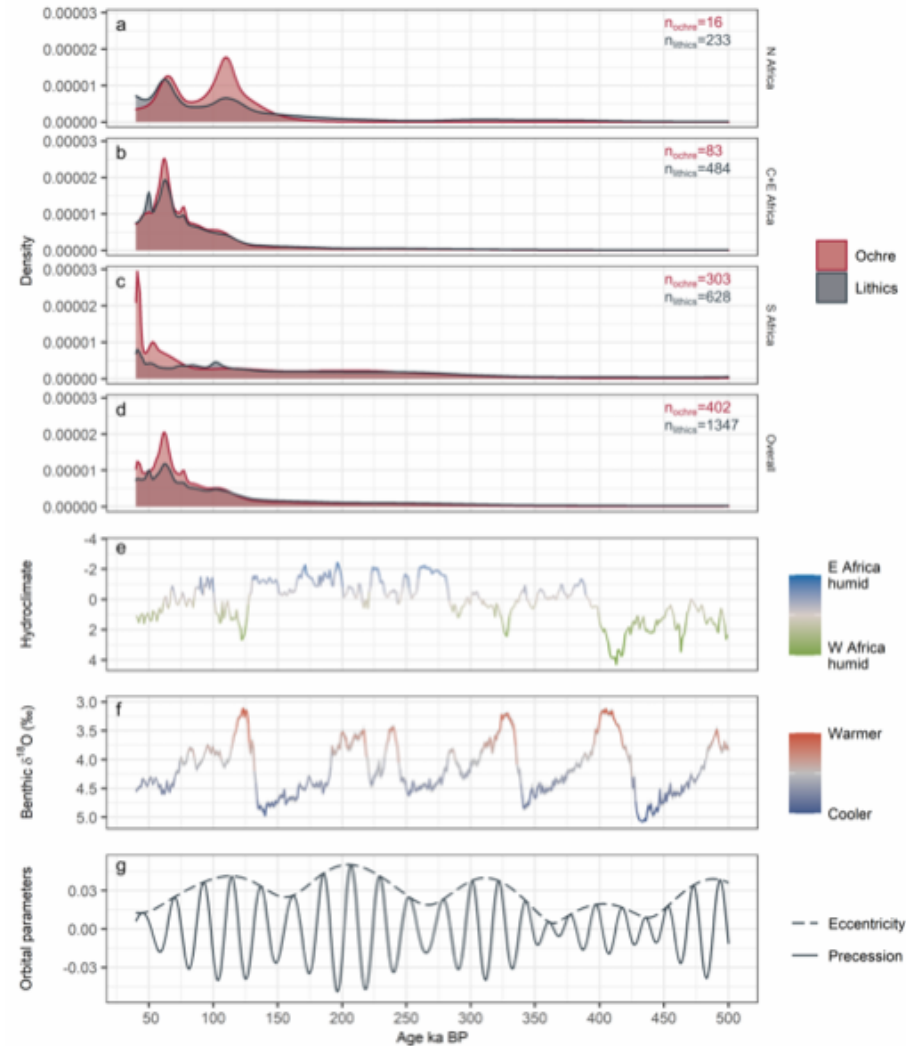 a
n_ochre=16
n_lithics=233
0.00003
0.00002
0.00001
0.00000
N Africa
b
n_ochre=83
n_lithics=484
0.00003
0.00002
0.00001
0.00000
C+E Africa
Density
c
n_ochre=303
n_lithics=628
0.00003
0.00002
0.00001
0.00000
S Africa
Ochre
Lithics
d
n_ochre=402
n_lithics=1347
0.00003
0.00002
0.00001
0.00000
Overall
e
-4
-2
0
2
4
Hydroclimate
E Africa
humid
W Africa
humid
f
3.0
3.5
4.0
4.5
5.0
Benthic δ¹⁸O (‰)
Warmer
Cooler
g
0.03
0.00
-0.03
Orbital parameters
Eccentricity
Precession
50 100 150 200 250 300 350 400 450 500
Age ka BP